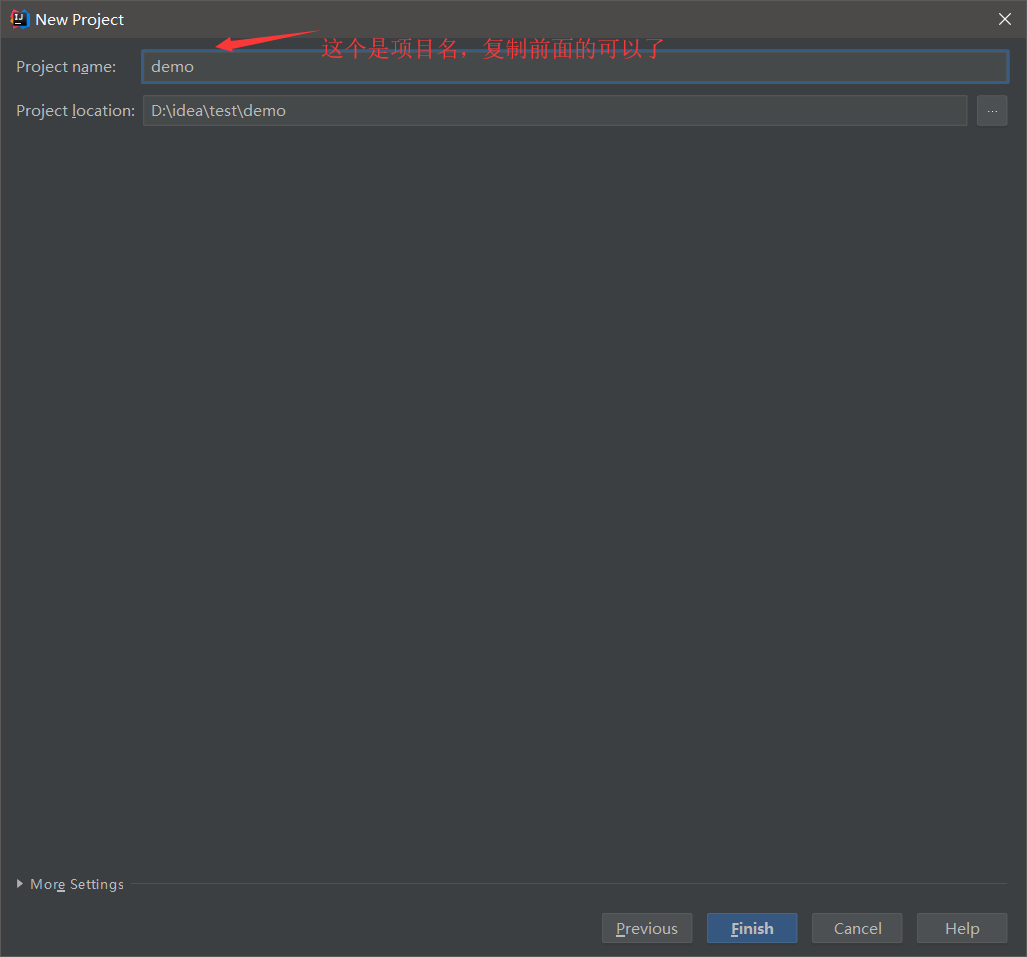 New Project
这个是项目名，复制前面的可以了
Project name: demo
Project location: D:\idea\test\demo ...
More Settings
Previous Finish Cancel Help